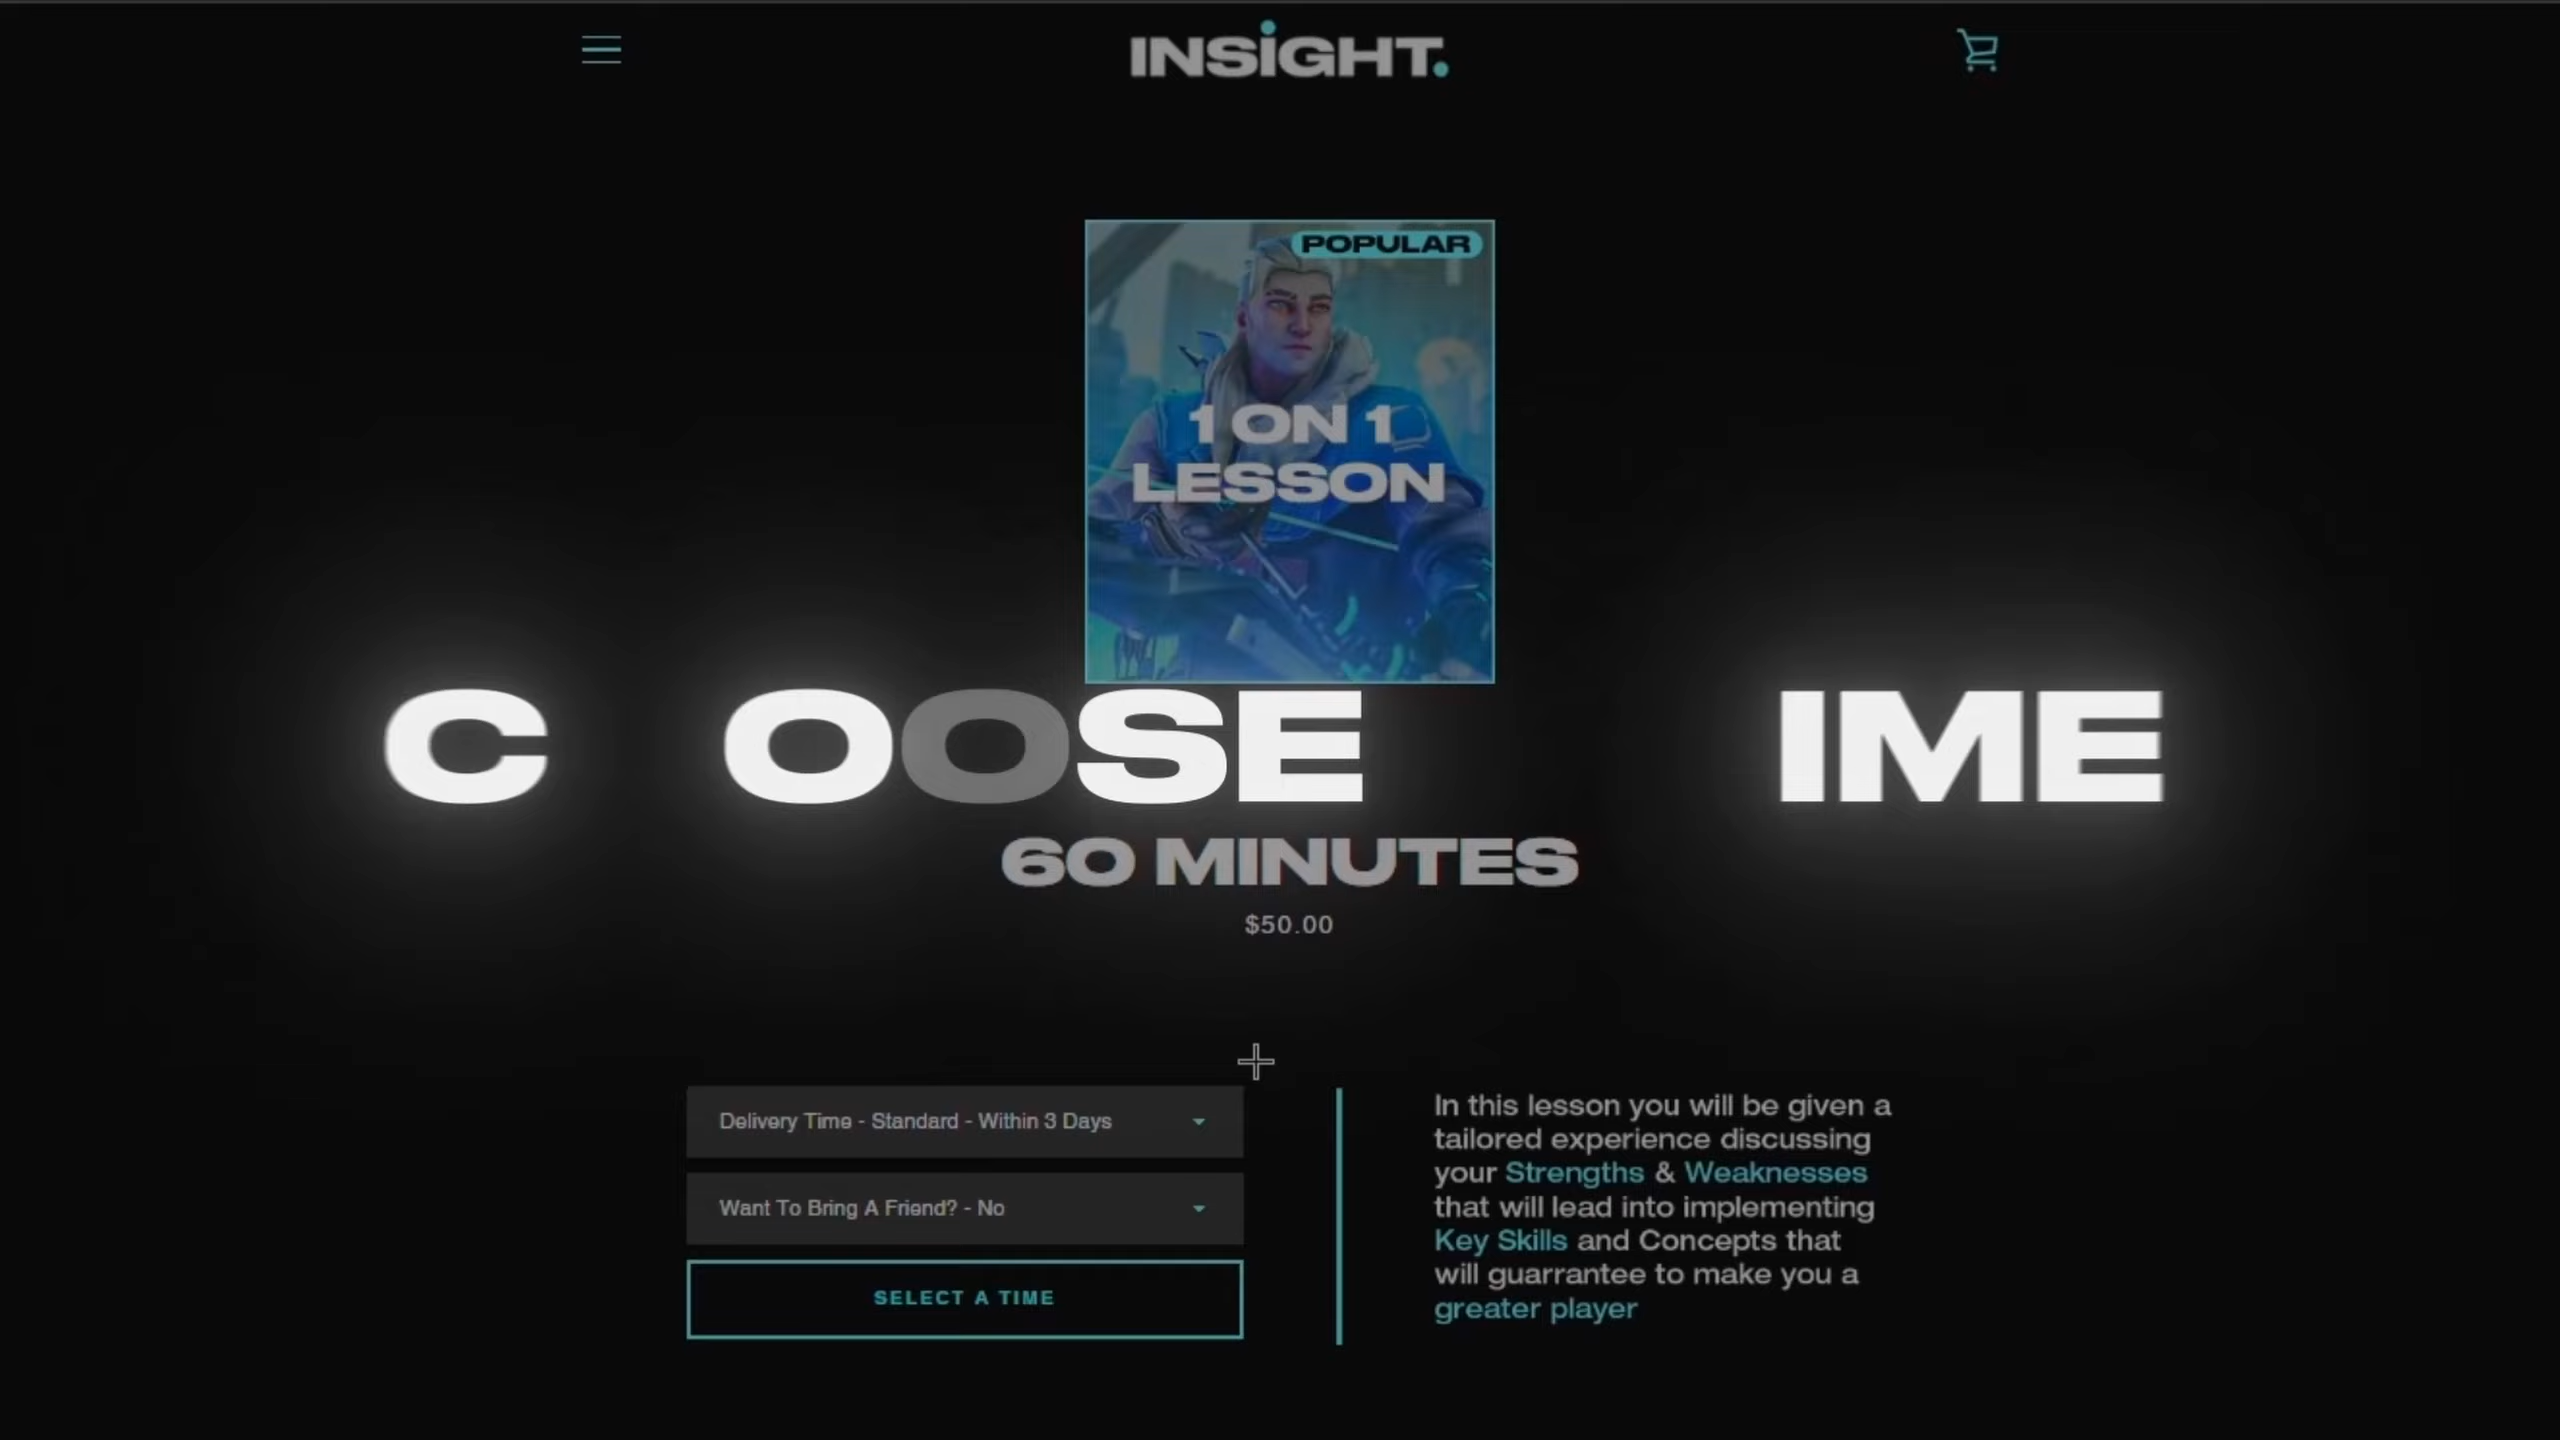 INSIGHT.
POPULAR
1 ON 1
LESSON
C OOSE IME
60 MINUTES
$50.00
Delivery Time - Standard - Within 3 Days
Want To Bring A Friend? - No
SELECT A TIME
In this lesson you will be given a
tailored experience discussing
your Strengths & Weaknesses
that will lead into implementing
Key Skills and Concepts that
will guarrantee to make you a
greater player